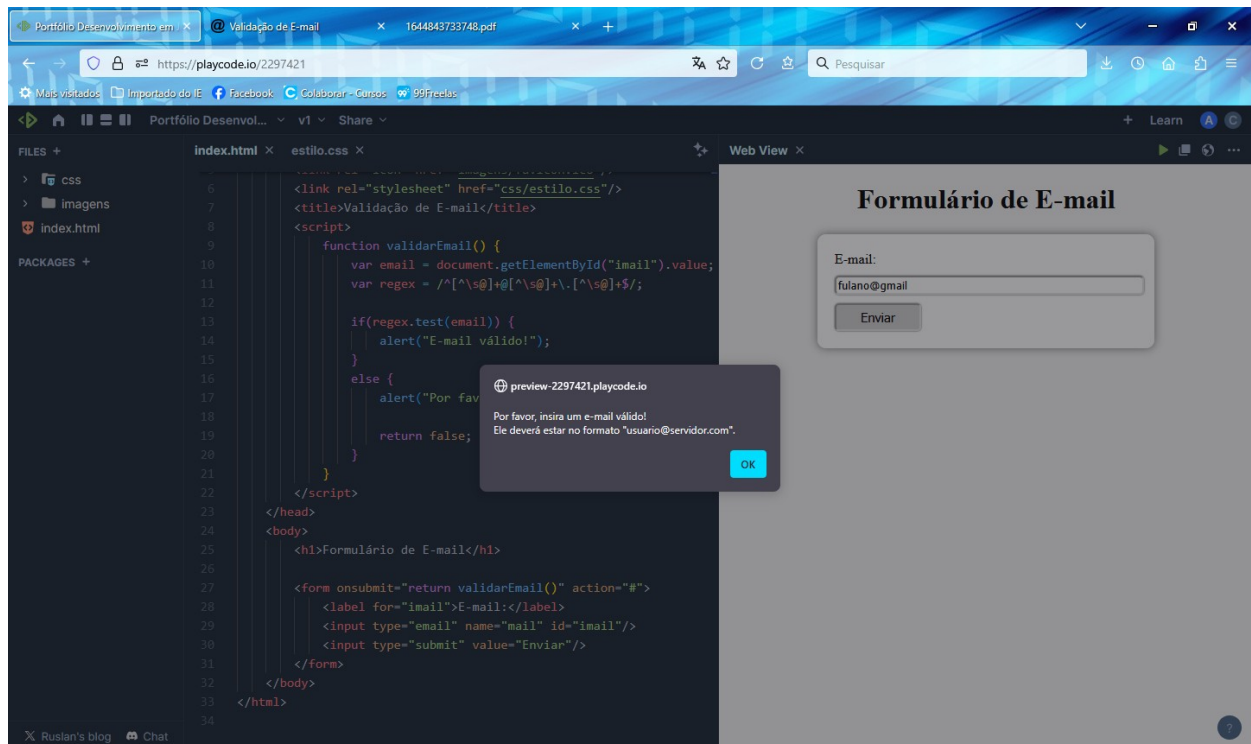 Portfólio Desenvolvimento em
Validação de E-mail
1644843733748.pdf
https://playcode.io/2297421
Pesquisar
Mais visitados
Importado do IE
Facebook
Colaborar - Cursos
99Freelas
Portfólio Desenvol...
v1
Share
+ Learn A C
FILES +
index.html
estilo.css
Web View
css
imagens
index.html
PACKAGES +
6 <link rel="stylesheet" href="css/estilo.css"/>
7 <title>Validação de E-mail</title>
8 <script>
9 function validarEmail() {
10 var email = document.getElementById("imail").value;
11 var regex = /^[^\s@]+@[^\s@]+\.[^\s@]+$/;
12
13 if(regex.test(email)) {
14 alert("E-mail válido!");
15 }
16 else {
17 alert("Por fav
18
19 return false;
20 }
21 }
22 </script>
23 </head>
24 <body>
25 <h1>Formulário de E-mail</h1>
26
27 <form onsubmit="return validarEmail()" action="#">
28 <label for="imail">E-mail:</label>
29 <input type="email" name="mail" id="imail"/>
30 <input type="submit" value="Enviar"/>
31 </form>
32 </body>
33 </html>
34
Formulário de E-mail
E-mail:
fulano@gmail
Enviar
preview-2297421.playcode.io
Por favor, insira um e-mail válido!
Ele deverá estar no formato "usuario@servidor.com".
OK
Ruslan's blog
Chat
?